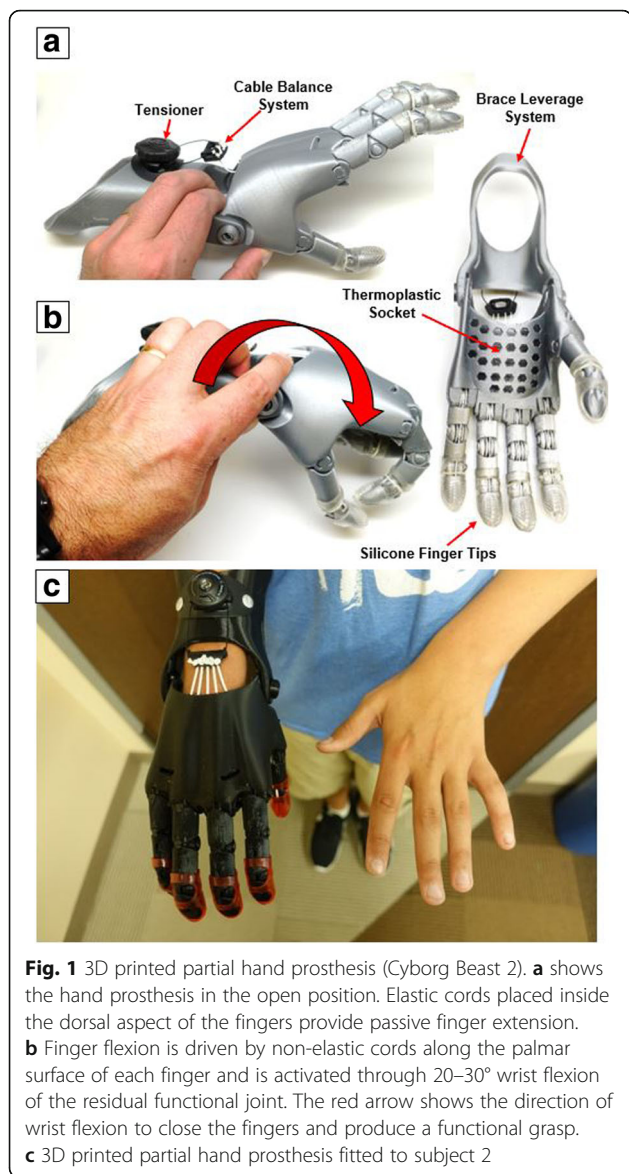 a
Cable Balance
System
Tensioner
Brace Leverage
System
Thermoplastic
Socket
b
Silicone Finger Tips
c
Fig. 1 3D printed partial hand prosthesis (Cyborg Beast 2). a shows
the hand prosthesis in the open position. Elastic cords placed inside
the dorsal aspect of the fingers provide passive finger extension.
b Finger flexion is driven by non-elastic cords along the palmar
surface of each finger and is activated through 20–30° wrist flexion
of the residual functional joint. The red arrow shows the direction of
wrist flexion to close the fingers and produce a functional grasp.
c 3D printed partial hand prosthesis fitted to subject 2